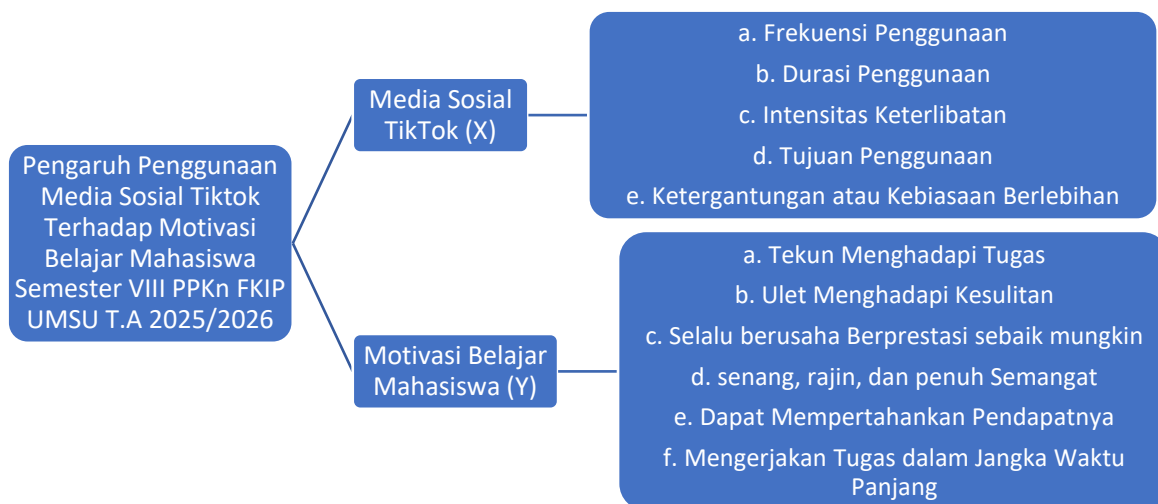 Pengaruh Penggunaan
Media Sosial Tiktok
Terhadap Motivasi
Belajar Mahasiswa
Semester VIII PPKn FKIP
UMSU T.A 2025/2026
Media Sosial
TikTok (X)
a. Frekuensi Penggunaan
b. Durasi Penggunaan
c. Intensitas Keterlibatan
d. Tujuan Penggunaan
e. Ketergantungan atau Kebiasaan Berlebihan
Motivasi Belajar
Mahasiswa (Y)
a. Tekun Menghadapi Tugas
b. Ulet Menghadapi Kesulitan
c. Selalu berusaha Berprestasi sebaik mungkin
d. senang, rajin, dan penuh Semangat
e. Dapat Mempertahankan Pendapatnya
f. Mengerjakan Tugas dalam Jangka Waktu
Panjang